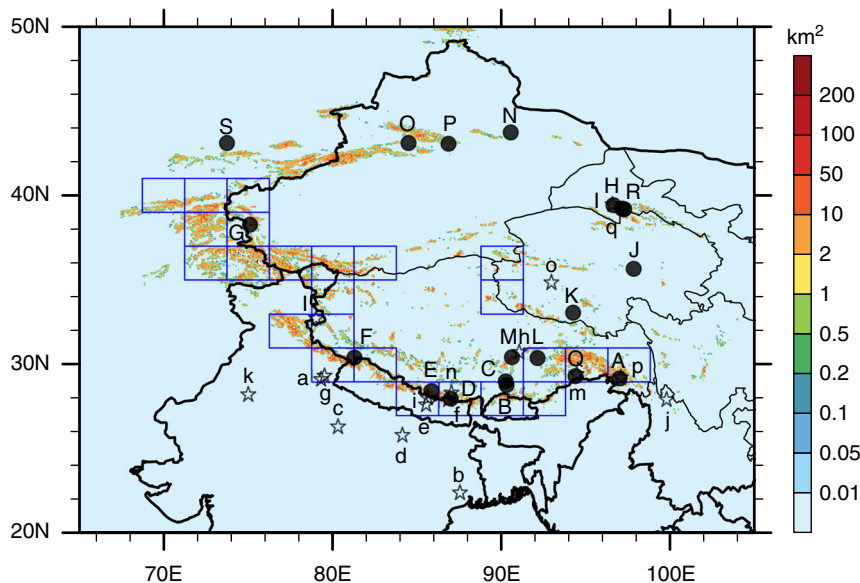 50N
km²
S
O
P
N
200
100
50
40N
I
H
R
10
G
q
2
o
J
1
K
l
0.5
M
h
L
30N
F
Q
A
p
0.2
k
a
g
E
n
C
D
m
i
f
B
j
0.1
c
e
d
0.05
b
0.01
20N
70E
80E
90E
100E